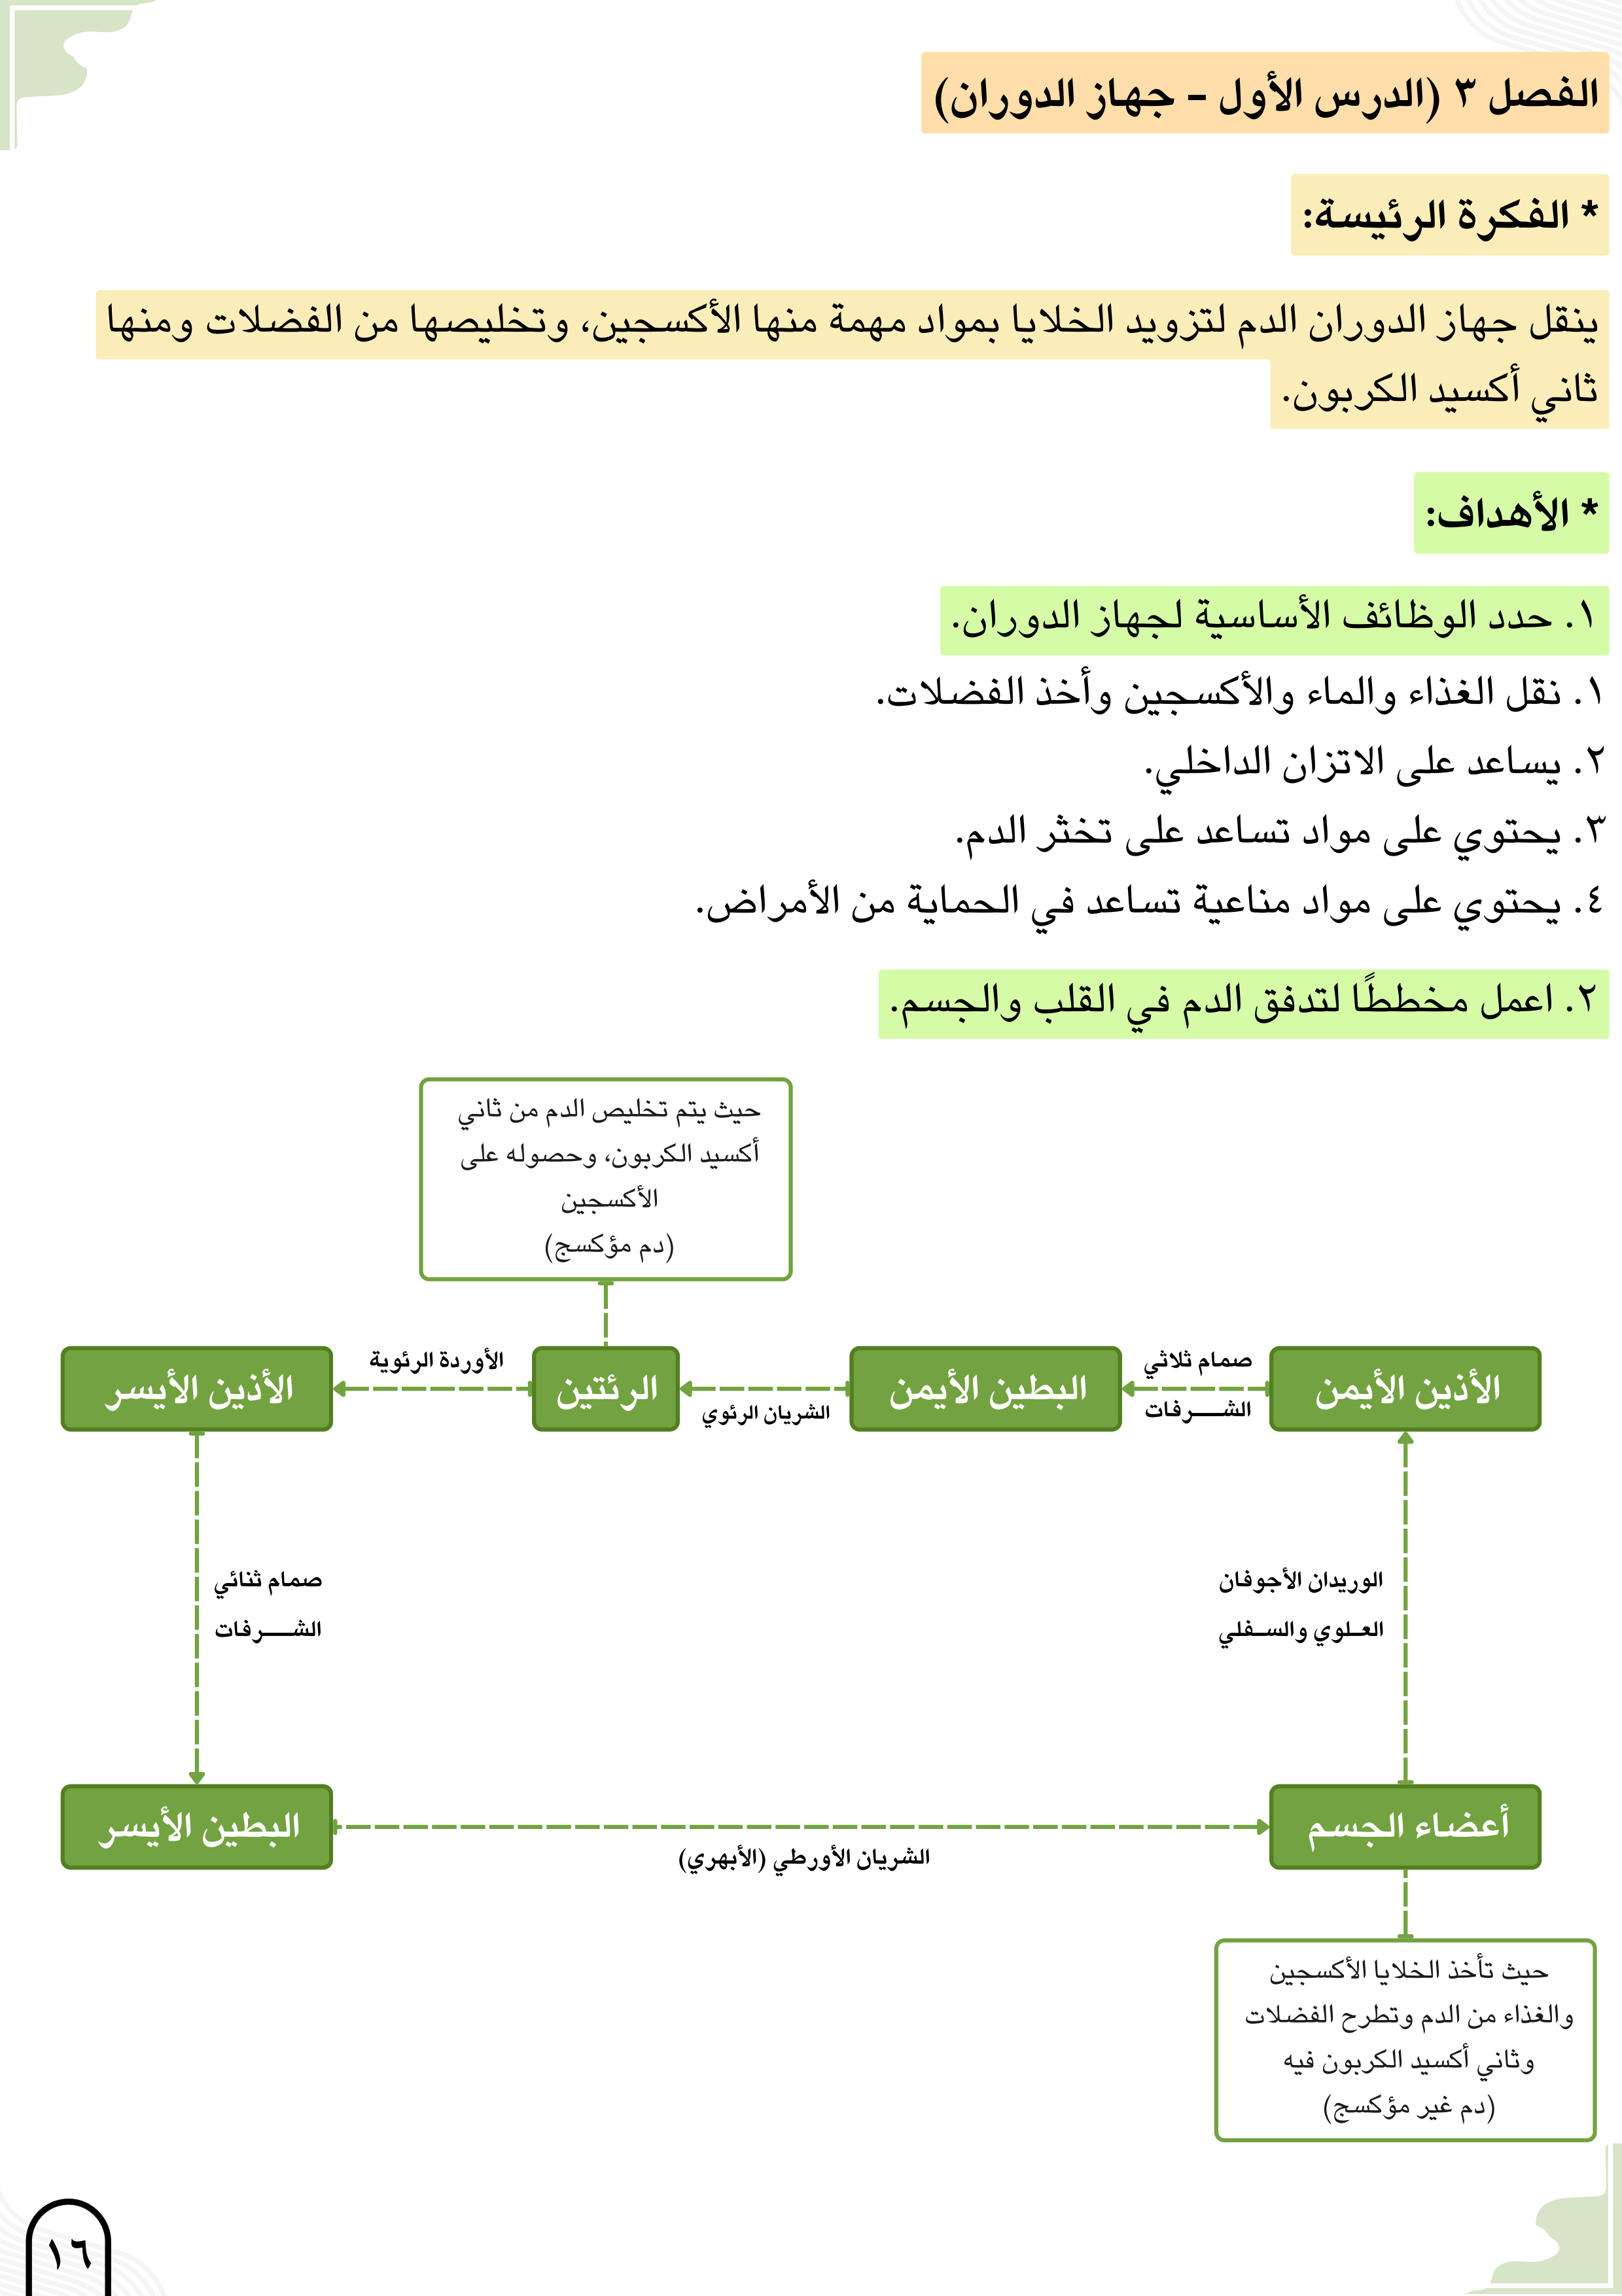 الفصل ٣ (الدرس الأول - جهاز الدوران)
* الفكرة الرئيسة:
ينقل جهاز الدوران الدم لتزويد الخلايا بمواد مهمة منها الأكسجين، وتخليصها من الفضلات ومنها
ثاني أكسيد الكربون.
* الأهداف:
١. حدد الوظائف الأساسية لجهاز الدوران.
١. نقل الغذاء والماء والأكسجين وأخذ الفضلات.
٢. يساعد على الاتزان الداخلي.
٣. يحتوي على مواد تساعد على تخثر الدم.
٤. يحتوي على مواد مناعية تساعد في الحماية من الأمراض.
٢. اعمل مخططًا لتدفق الدم في القلب والجسم.
حيث يتم تخليص الدم من ثاني
أكسيد الكربون، وحصوله على
الأكسجين
(دم مؤكسج)
الأذين الأيمن
صمام ثلاثي
الشـــرفات
البطين الأيمن
الشريان الرئوي
الرئتين
الأوردة الرئوية
الأذين الأيسر
الوريدان الأجوفان
العـلوي والسـفلي
صمام ثنائي
الشـــرفات
أعضاء الجسم
الشريان الأورطي (الأبهري)
البطين الأيسر
حيث تأخذ الخلايا الأكسجين
والغذاء من الدم وتطرح الفضلات
وثاني أكسيد الكربون فيه
(دم غير مؤكسج)
١٦